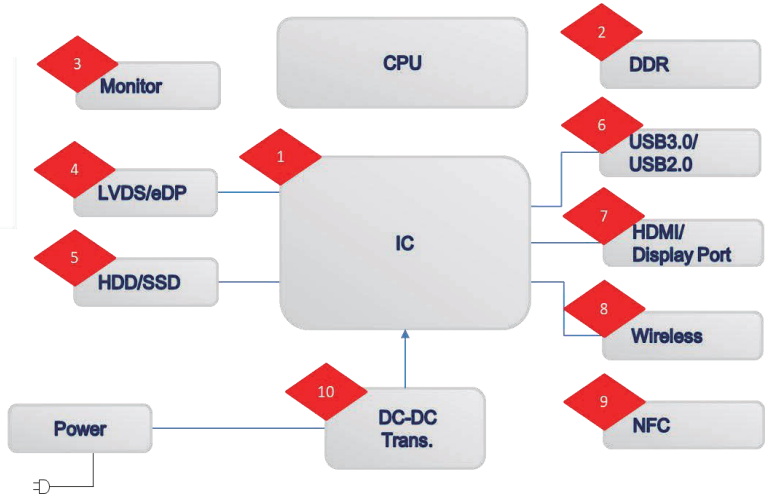 3
Monitor
CPU
2
DDR
4
LVDS/eDP
1
IC
6
USB3.0/
USB2.0
5
HDD/SSD
7
HDMI/
Display Port
8
Wireless
10
DC-DC
Trans.
Power
9
NFC